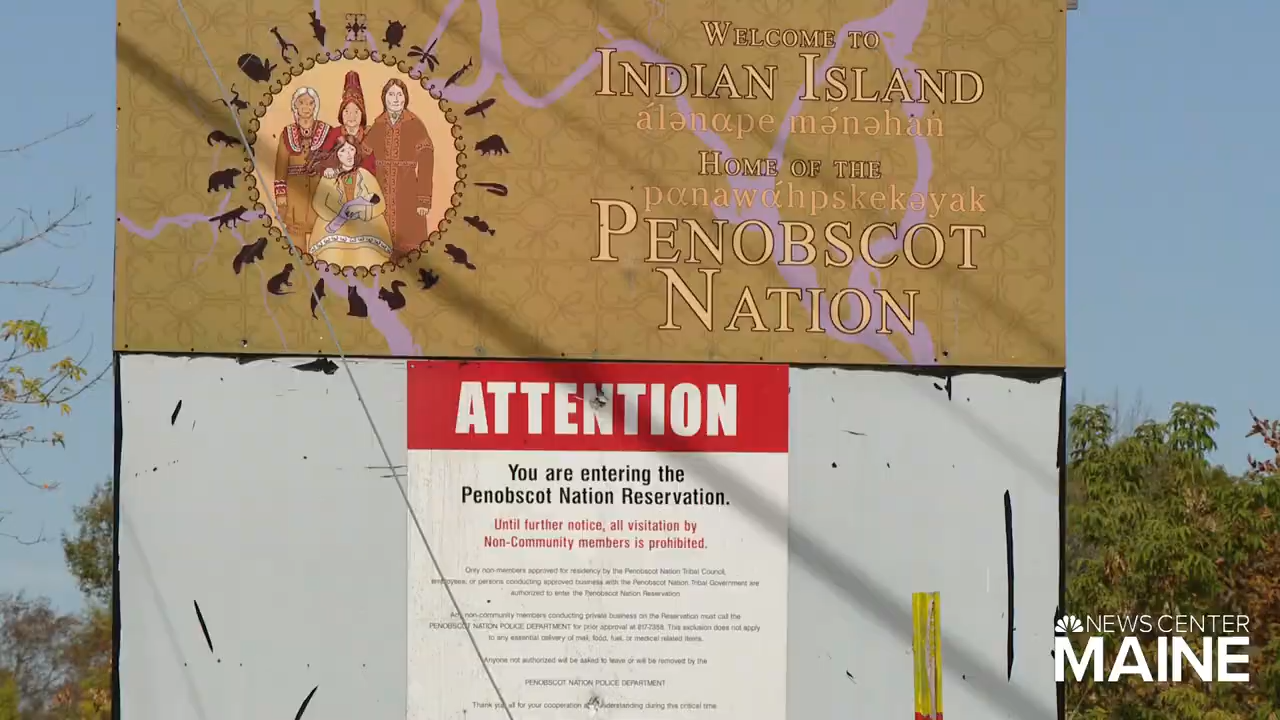 WELCOME TO
INDIAN ISLAND
álənαpe mə́nəhan
HOME OF THE
pαnawάhpskekəyak
PENOBSCOT
NATION
ATTENTION
You are entering the
Penobscot Nation Reservation.
Until further notice, all visitation by
Non-Community members is prohibited.
Only non-members approved for residency by the Penobscot Nation Tribal Council,
employees, or persons conducting approved business with the Penobscot Nation Tribal Government are
authorized to enter the Penobscot Nation Reservation
Any non-community members conducting private business on the Reservation must call the
PENOBSCOT NATION POLICE DEPARTMENT for prior approval at 817-7358. This exclusion does not apply
to any essential delivery of mail, food, fuel, or medical related items.
Anyone not authorized will be asked to leave or will be removed by the
PENOBSCOT NATION POLICE DEPARTMENT
Thank you all for your cooperation and understanding during this critical time
NEWS CENTER
MAINE